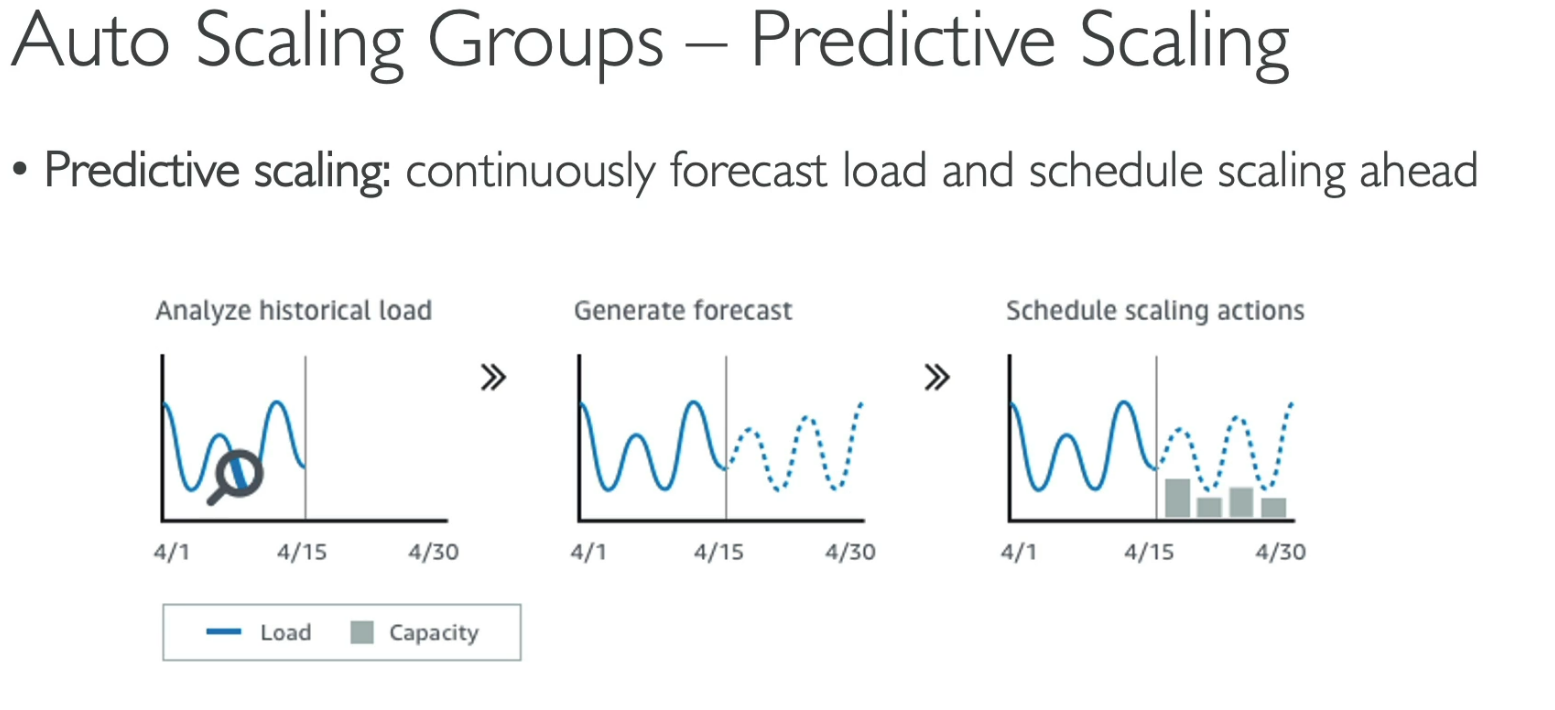 Auto Scaling Groups – Predictive Scaling
• Predictive scaling: continuously forecast load and schedule scaling ahead
Analyze historical load
4/1 4/15 4/30
Generate forecast
4/1 4/15 4/30
Schedule scaling actions
4/1 4/15 4/30
Load Capacity